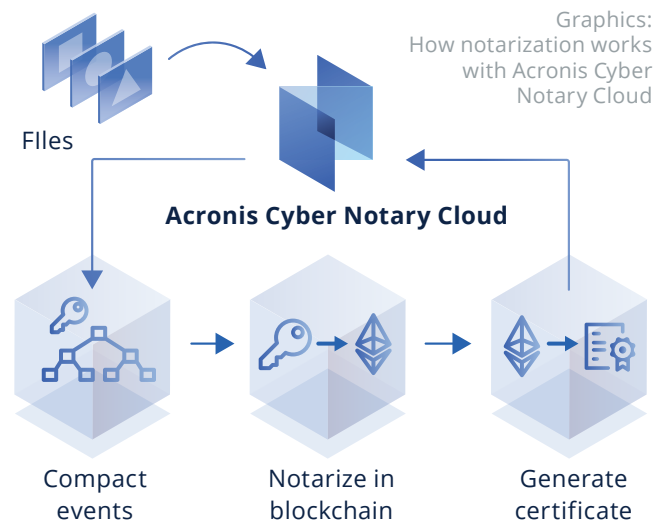 Graphics:
How notarization works
with Acronis Cyber
Notary Cloud
FIles
Acronis Cyber Notary Cloud
Compact
events
Notarize in
blockchain
Generate
certificate